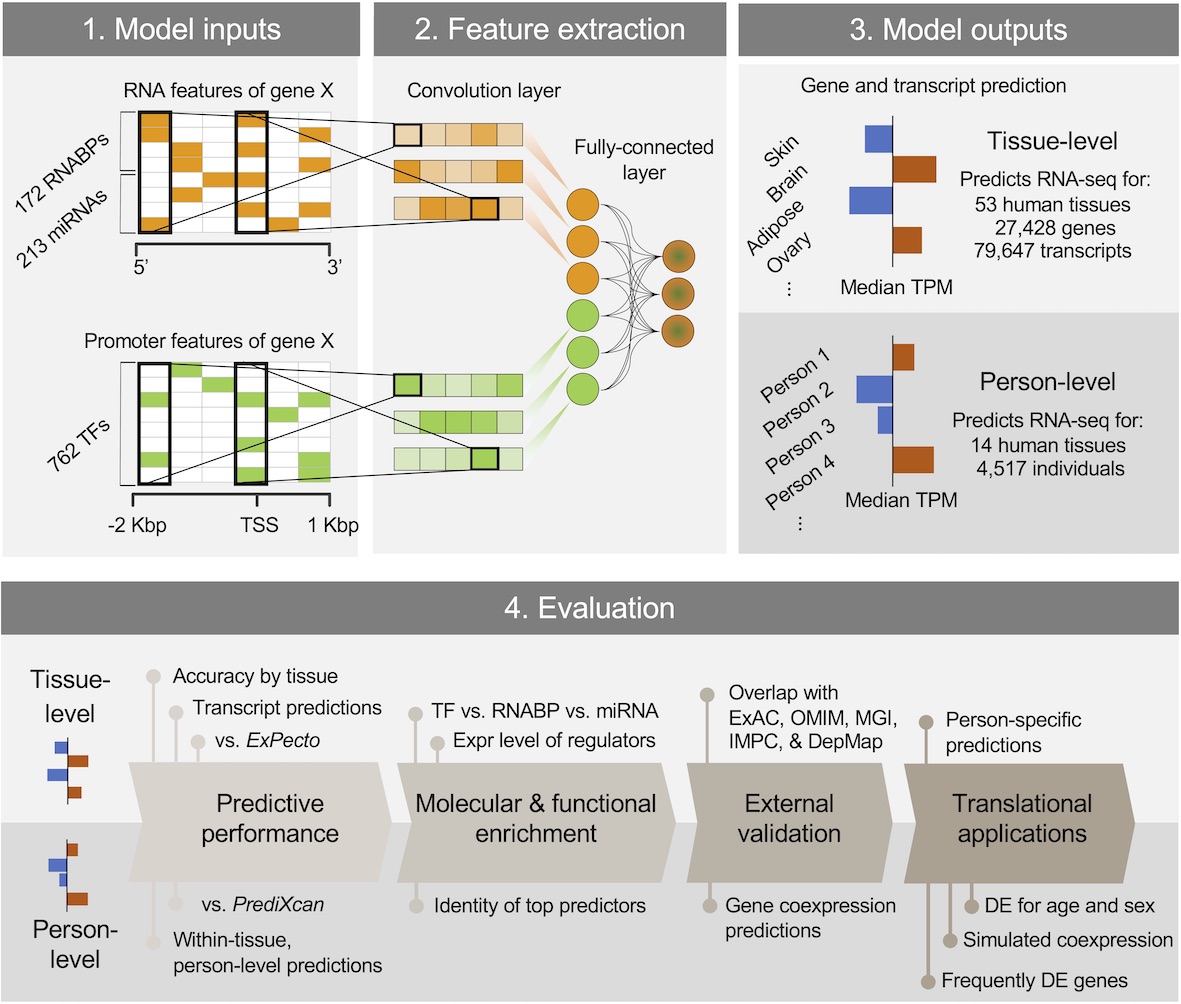 1. Model inputs
RNA features of gene X
172 RNABPs
213 miRNAs
5’
3’
Promoter features of gene X
762 TFs
-2 Kbp
TSS
1 Kbp
2. Feature extraction
Convolution layer
Fully-connected
layer
3. Model outputs
Gene and transcript prediction
Skin
Brain
Adipose
Ovary
...
Median TPM
Tissue-level
Predicts RNA-seq for:
53 human tissues
27,428 genes
79,647 transcripts
Person 1
Person 2
Person 3
Person 4
...
Median TPM
Person-level
Predicts RNA-seq for:
14 human tissues
4,517 individuals
4. Evaluation
Tissue-
level
Person-
level
Accuracy by tissue
Transcript predictions
vs. ExPecto
Predictive
performance
vs. PrediXcan
Within-tissue,
person-level predictions
TF vs. RNABP vs. miRNA
Expr level of regulators
Molecular & functional
enrichment
Identity of top predictors
Overlap with
ExAC, OMIM, MGI,
IMPC, & DepMap
External
validation
Gene coexpression
predictions
Person-specific
predictions
Translational
applications
DE for age and sex
Simulated coexpression
Frequently DE genes